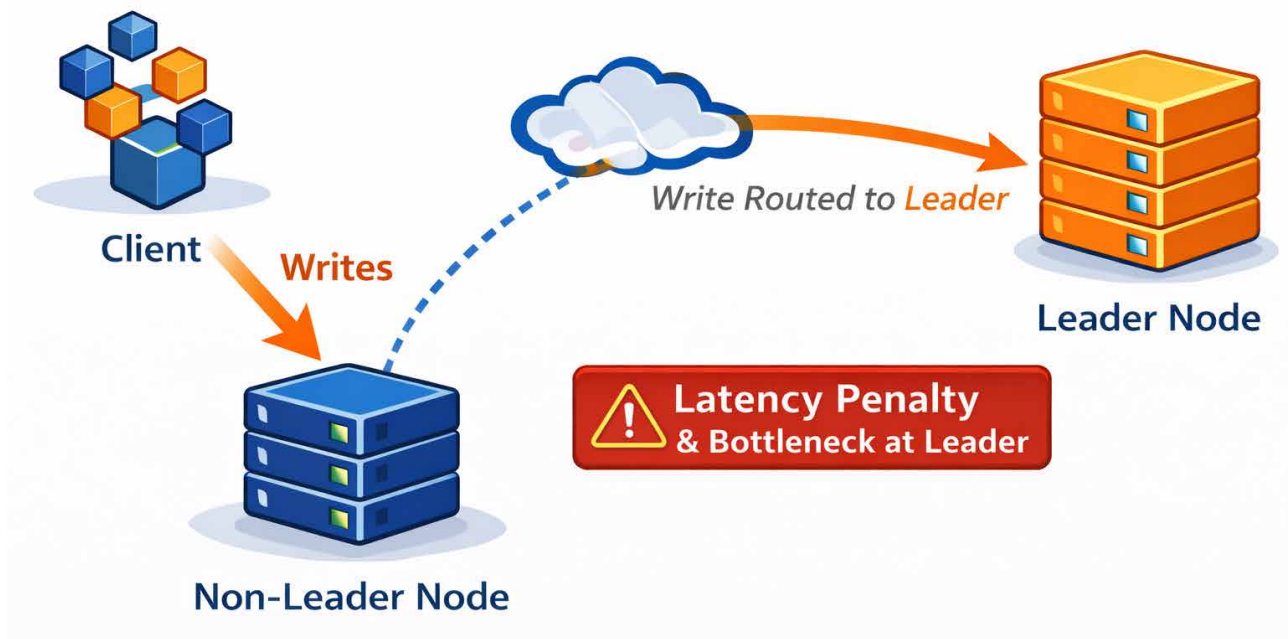 Client
Writes
Write Routed to Leader
Leader Node
Latency Penalty
& Bottleneck at Leader
Non-Leader Node